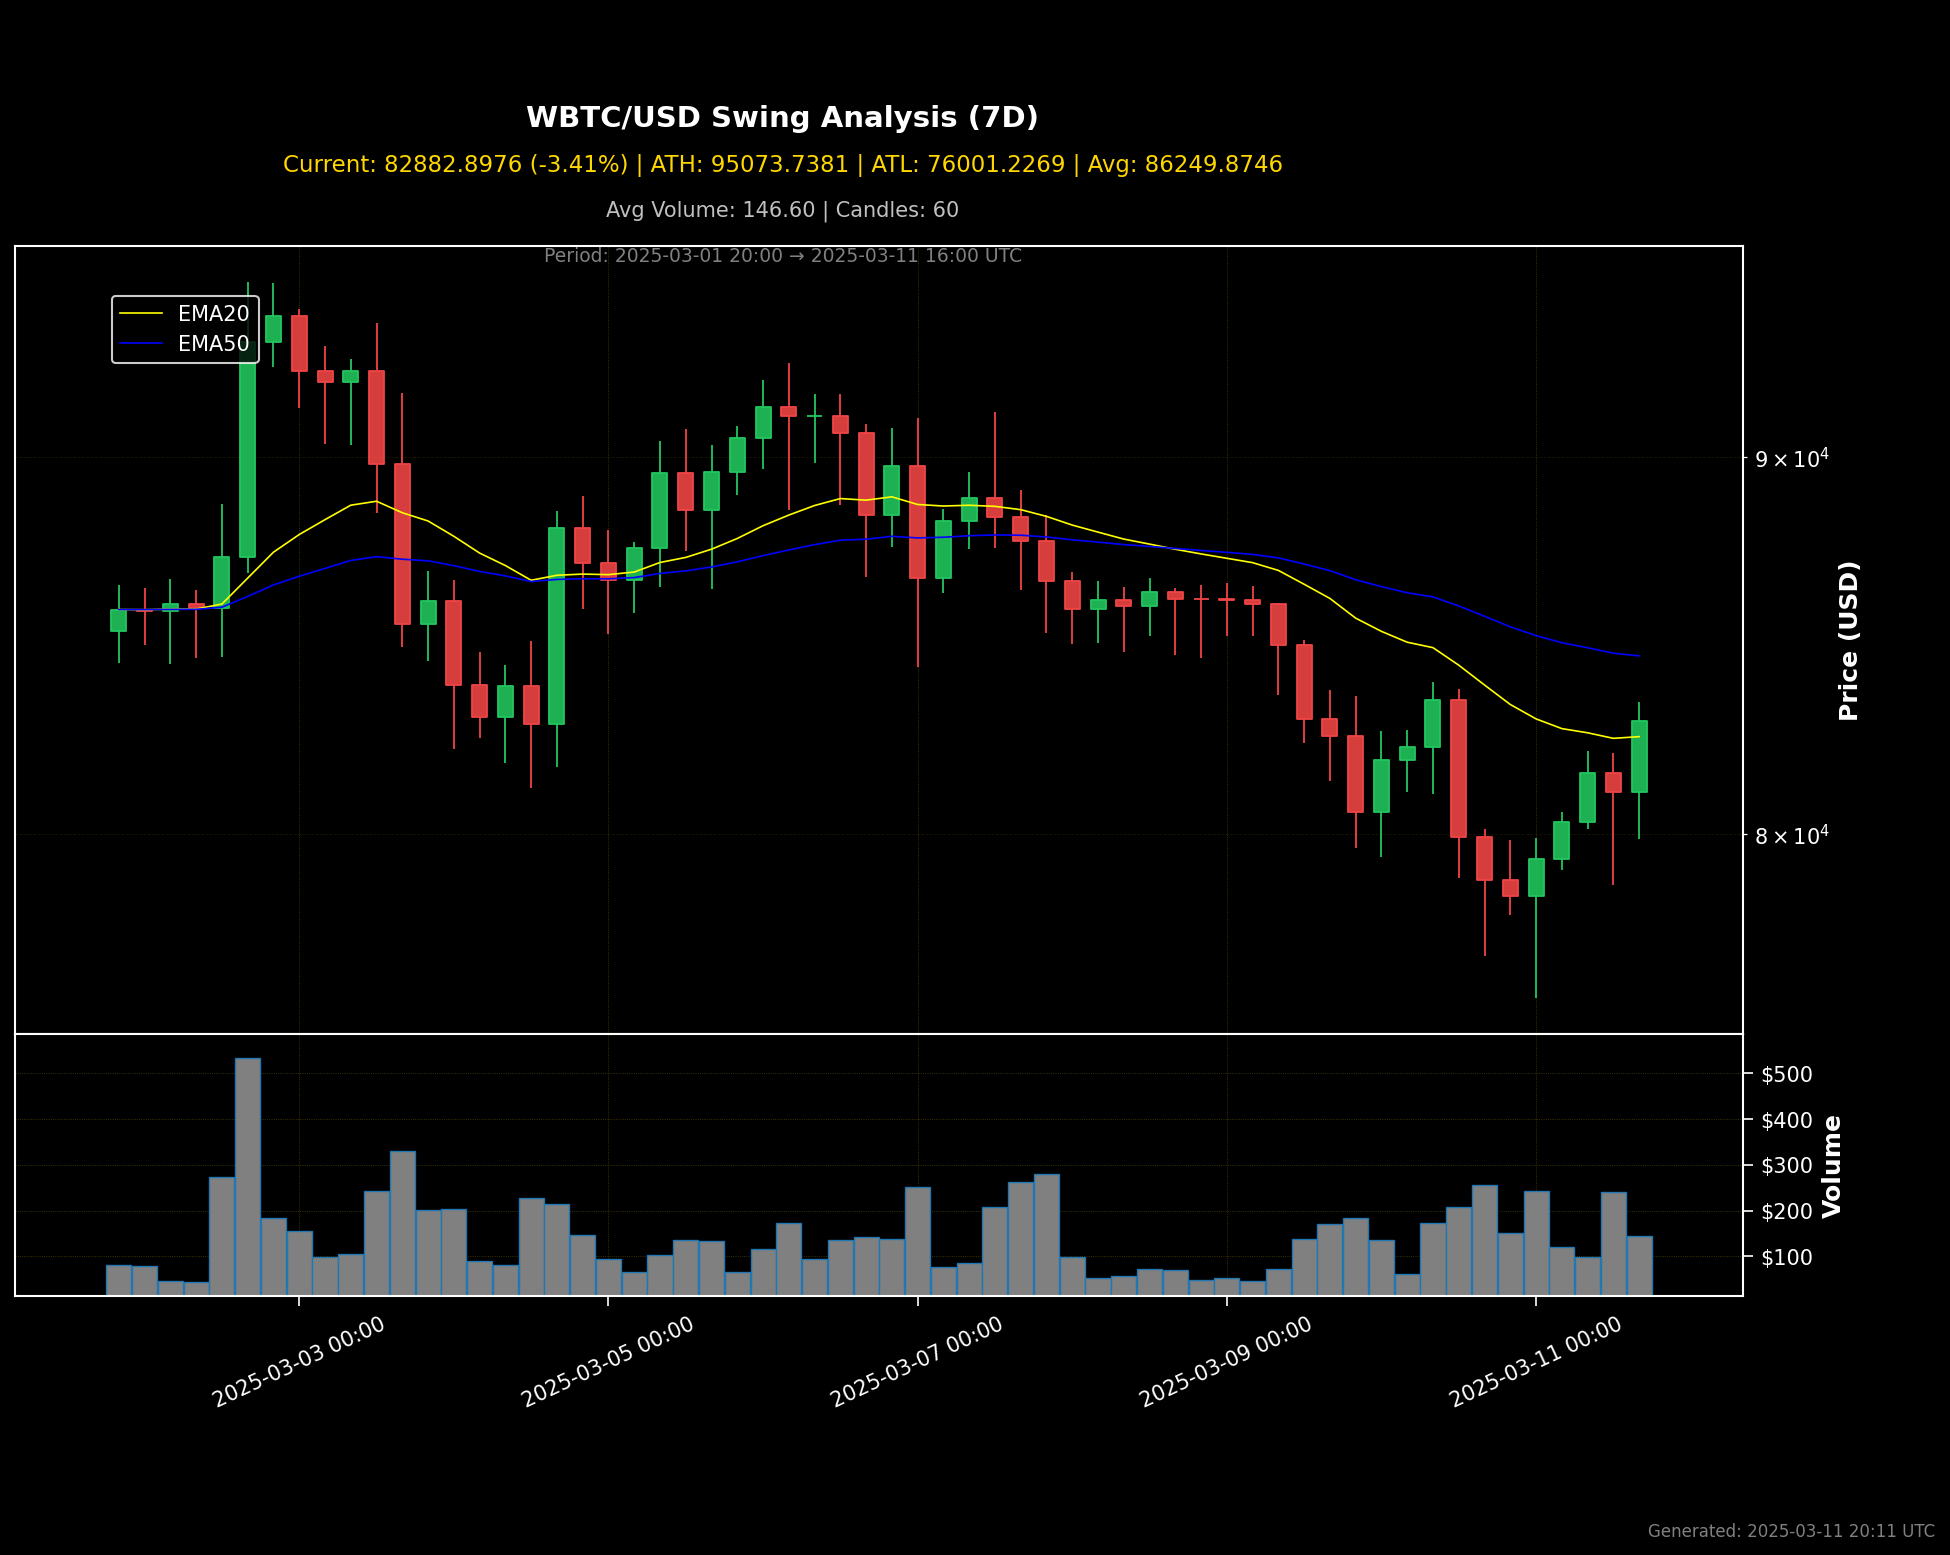 WBTC/USD Swing Analysis (7D)
Current: 82882.8976 (-3.41%) | ATH: 95073.7381 | ATL: 76001.2269 | Avg: 86249.8746
Avg Volume: 146.60 | Candles: 60
Period: 2025-03-01 20:00 → 2025-03-11 16:00 UTC
EMA20
EMA50
9 × 10⁴
8 × 10⁴
Price (USD)
$500
$400
$300
$200
$100
Volume
2025-03-03 00:00
2025-03-05 00:00
2025-03-07 00:00
2025-03-09 00:00
2025-03-11 00:00
Generated: 2025-03-11 20:11 UTC